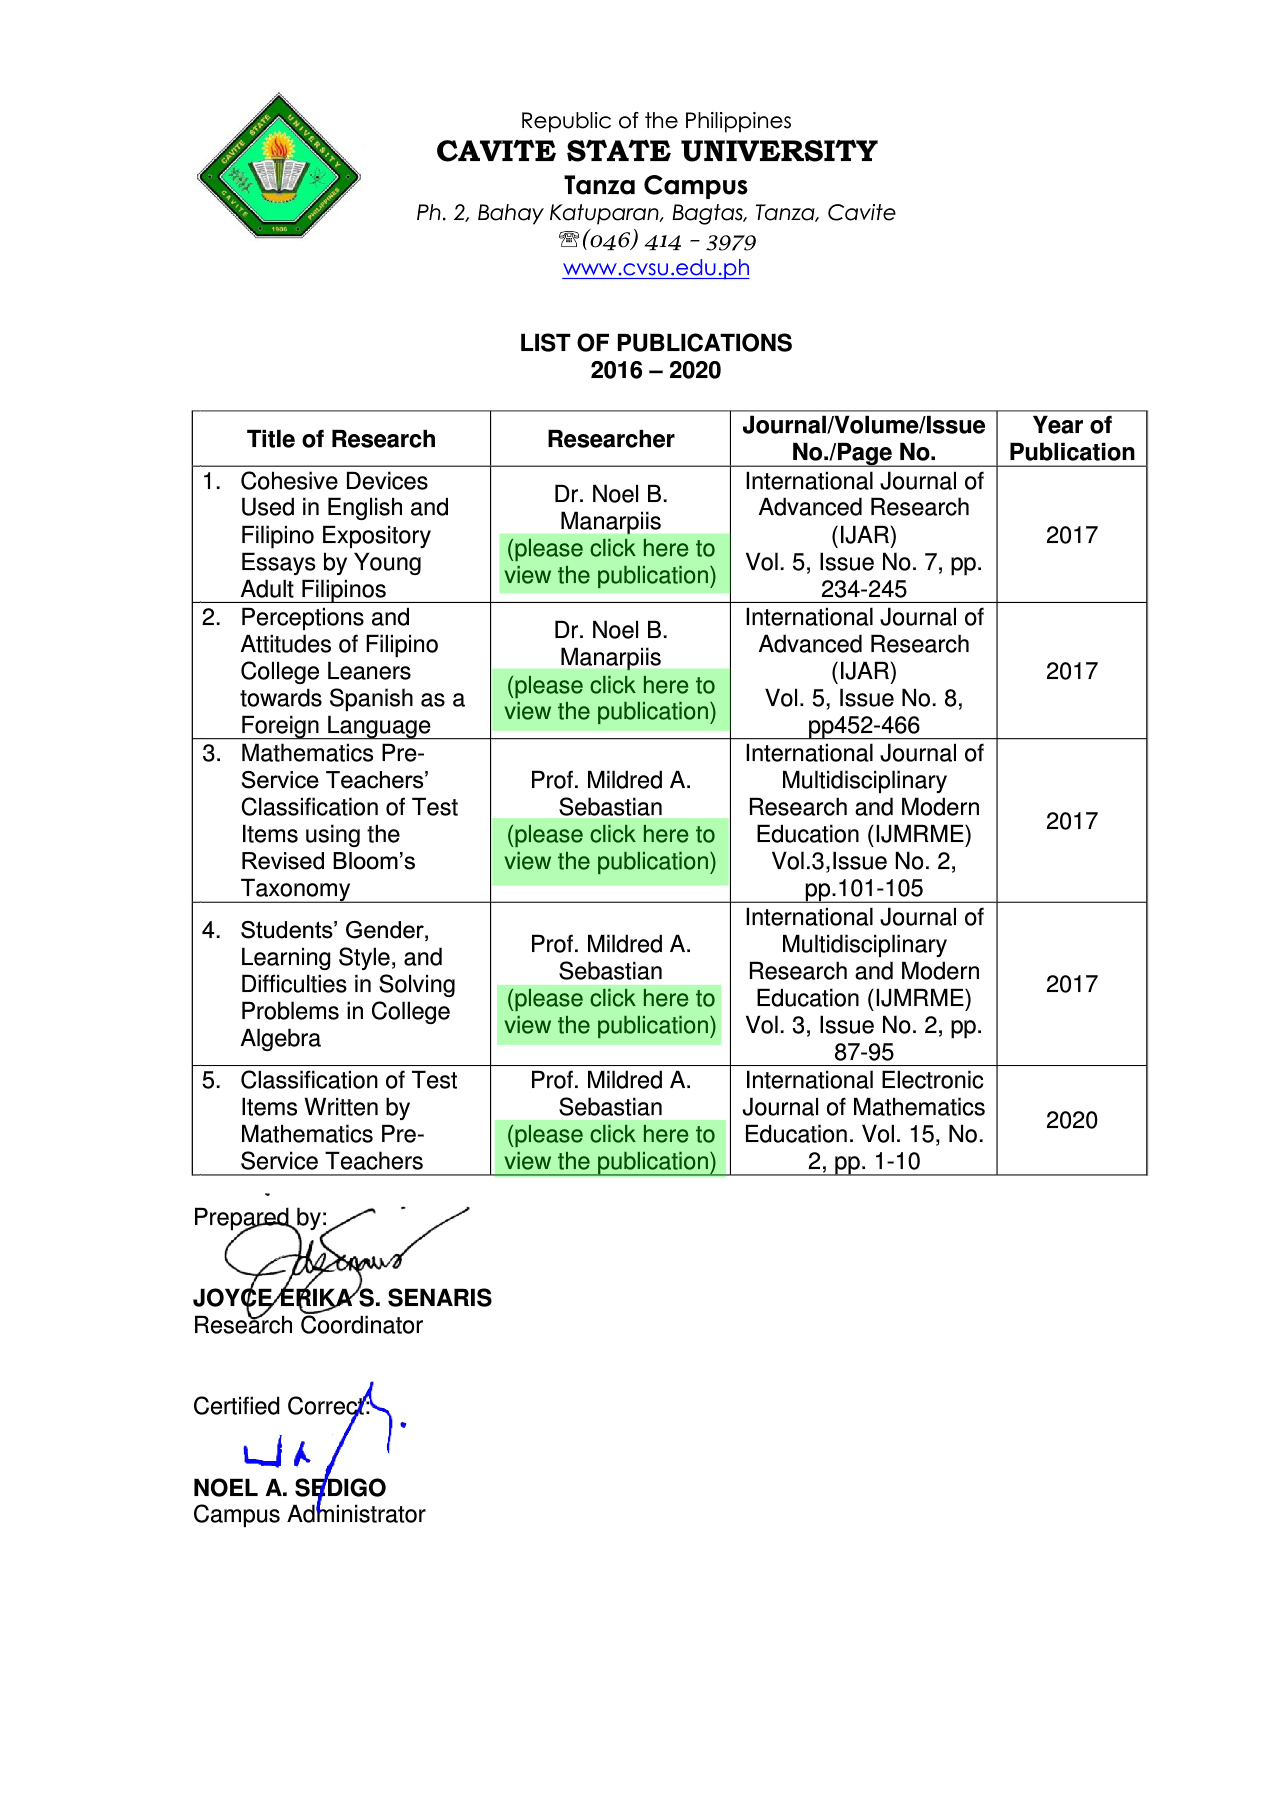 CAVITE STATE UNIVERSITY
CAVITE PHILIPPINES
1906
Republic of the Philippines
CAVITE STATE UNIVERSITY
Tanza Campus
Ph. 2, Bahay Katuparan, Bagtas, Tanza, Cavite
☏(046) 414 – 3979
www.cvsu.edu.ph
LIST OF PUBLICATIONS
2016 – 2020
Title of Research
Researcher
Journal/Volume/Issue
No./Page No.
Year of
Publication
1. Cohesive Devices
Used in English and
Filipino Expository
Essays by Young
Adult Filipinos
Dr. Noel B.
Manarpiis
(please click here to
view the publication)
International Journal of
Advanced Research
(IJAR)
Vol. 5, Issue No. 7, pp.
234-245
2017
2. Perceptions and
Attitudes of Filipino
College Leaners
towards Spanish as a
Foreign Language
Dr. Noel B.
Manarpiis
(please click here to
view the publication)
International Journal of
Advanced Research
(IJAR)
Vol. 5, Issue No. 8,
pp452-466
2017
3. Mathematics Pre-
Service Teachers’
Classification of Test
Items using the
Revised Bloom’s
Taxonomy
Prof. Mildred A.
Sebastian
(please click here to
view the publication)
International Journal of
Multidisciplinary
Research and Modern
Education (IJMRME)
Vol.3,Issue No. 2,
pp.101-105
2017
4. Students’ Gender,
Learning Style, and
Difficulties in Solving
Problems in College
Algebra
Prof. Mildred A.
Sebastian
(please click here to
view the publication)
International Journal of
Multidisciplinary
Research and Modern
Education (IJMRME)
Vol. 3, Issue No. 2, pp.
87-95
2017
5. Classification of Test
Items Written by
Mathematics Pre-
Service Teachers
Prof. Mildred A.
Sebastian
(please click here to
view the publication)
International Electronic
Journal of Mathematics
Education. Vol. 15, No.
2, pp. 1-10
2020
Prepared by:
JOYCE ERIKA S. SENARIS
Research Coordinator
Certified Correct:
NOEL A. SEDIGO
Campus Administrator